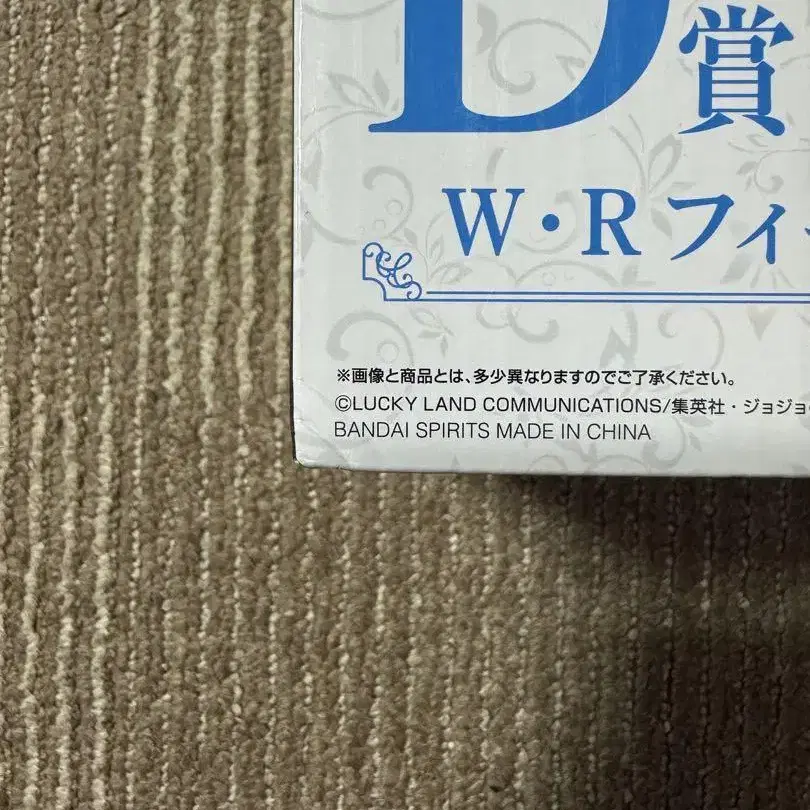 D賞
W・Rフィ
※画像と商品とは、多少異なりますのでご了承ください。
©LUCKY LAND COMMUNICATIONS/集英社・ジョジョ
BANDAI SPIRITS MADE IN CHINA